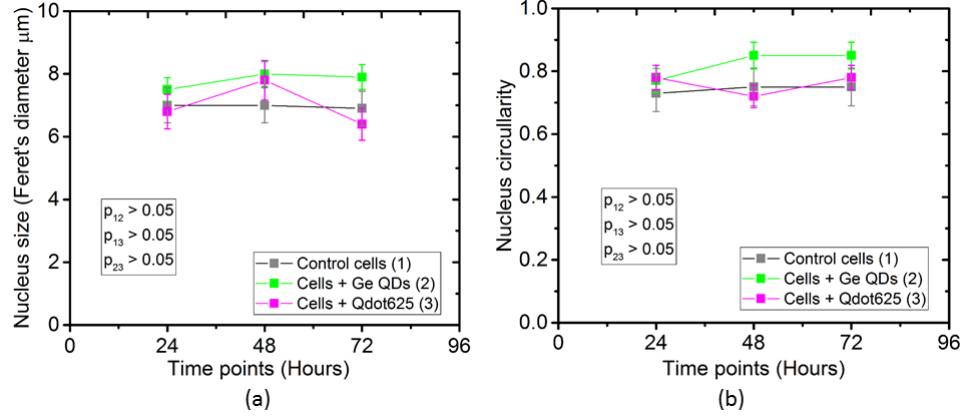 10
8
6
4
2
0
Nucleus size (Feret's diameter μm)
p12 > 0.05
p13 > 0.05
p23 > 0.05
Control cells (1)
Cells + Ge QDs (2)
Cells + Qdot625 (3)
0 24 48 72 96
Time points (Hours)
(a)
1.0
0.8
0.6
0.4
0.2
0.0
Nucleus circullarity
p12 > 0.05
p13 > 0.05
p23 > 0.05
Control cells (1)
Cells + Ge QDs (2)
Cells + Qdot625 (3)
0 24 48 72 96
Time points (Hours)
(b)